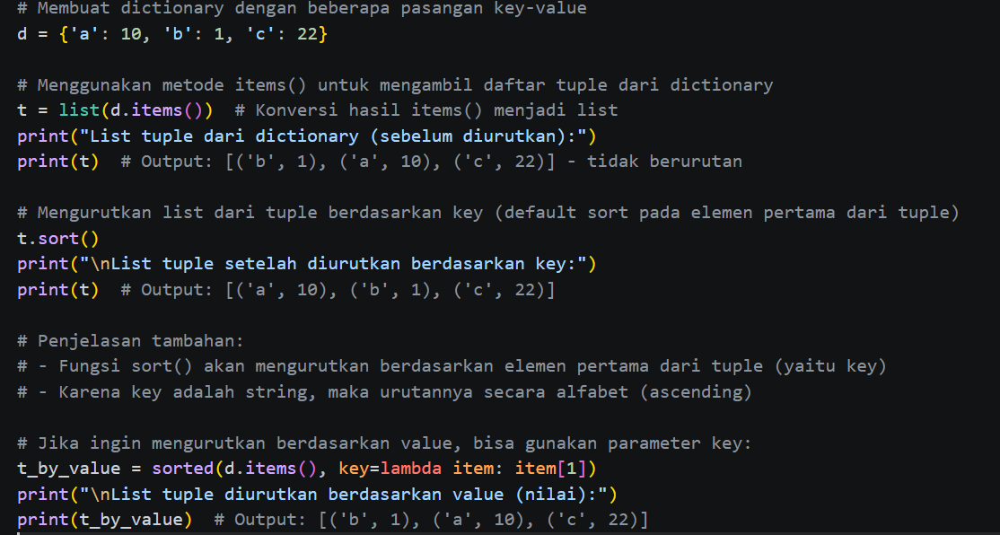 # Membuat dictionary dengan beberapa pasangan key-value
d = {'a': 10, 'b': 1, 'c': 22}
# Menggunakan metode items() untuk mengambil daftar tuple dari dictionary
t = list(d.items())  # Konversi hasil items() menjadi list
print("List tuple dari dictionary (sebelum diurutkan):")
print(t)  # Output: [('b', 1), ('a', 10), ('c', 22)] - tidak berurutan
# Mengurutkan list dari tuple berdasarkan key (default sort pada elemen pertama dari tuple)
t.sort()
print("\nList tuple setelah diurutkan berdasarkan key:")
print(t)  # Output: [('a', 10), ('b', 1), ('c', 22)]
# Penjelasan tambahan:
# - Fungsi sort() akan mengurutkan berdasarkan elemen pertama dari tuple (yaitu key)
# - Karena key adalah string, maka urutannya secara alfabet (ascending)
# Jika ingin mengurutkan berdasarkan value, bisa gunakan parameter key:
t_by_value = sorted(d.items(), key=lambda item: item[1])
print("\nList tuple diurutkan berdasarkan value (nilai):")
print(t_by_value)  # Output: [('b', 1), ('a', 10), ('c', 22)]